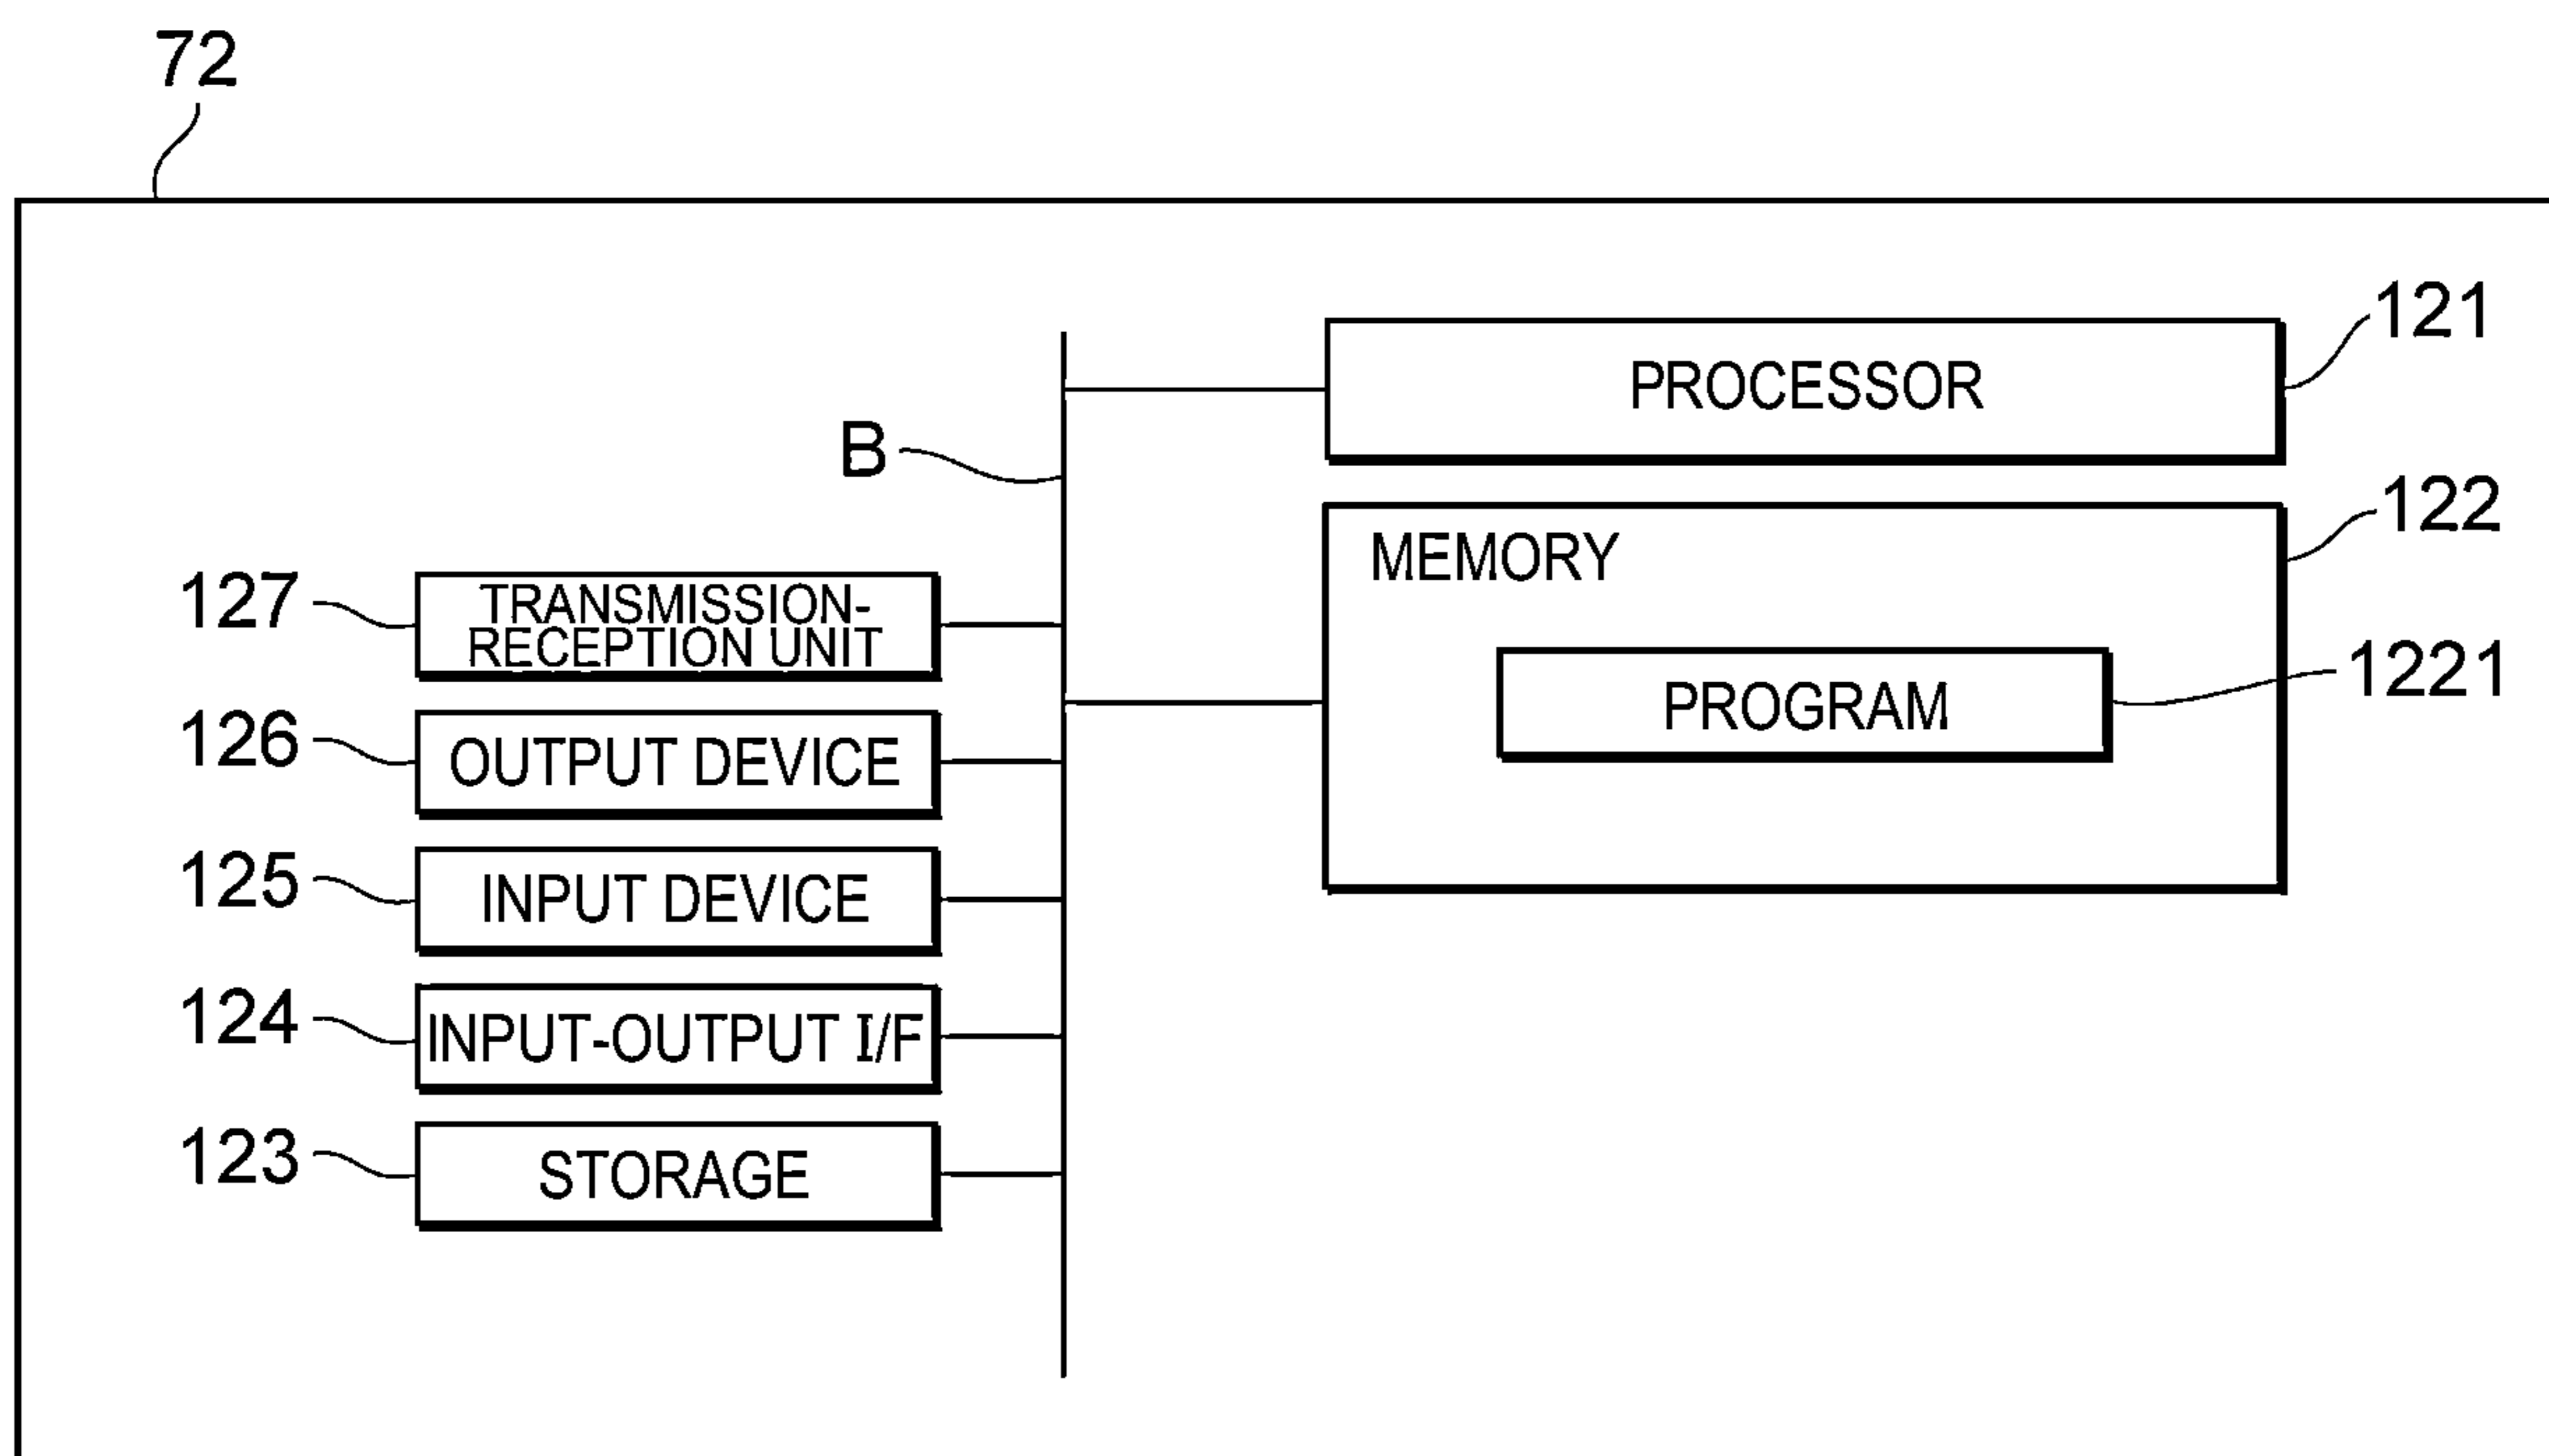 72
PROCESSOR
121
B
MEMORY
122
PROGRAM
1221
127
TRANSMISSION-
RECEPTION UNIT
126
OUTPUT DEVICE
125
INPUT DEVICE
124
INPUT-OUTPUT I/F
123
STORAGE